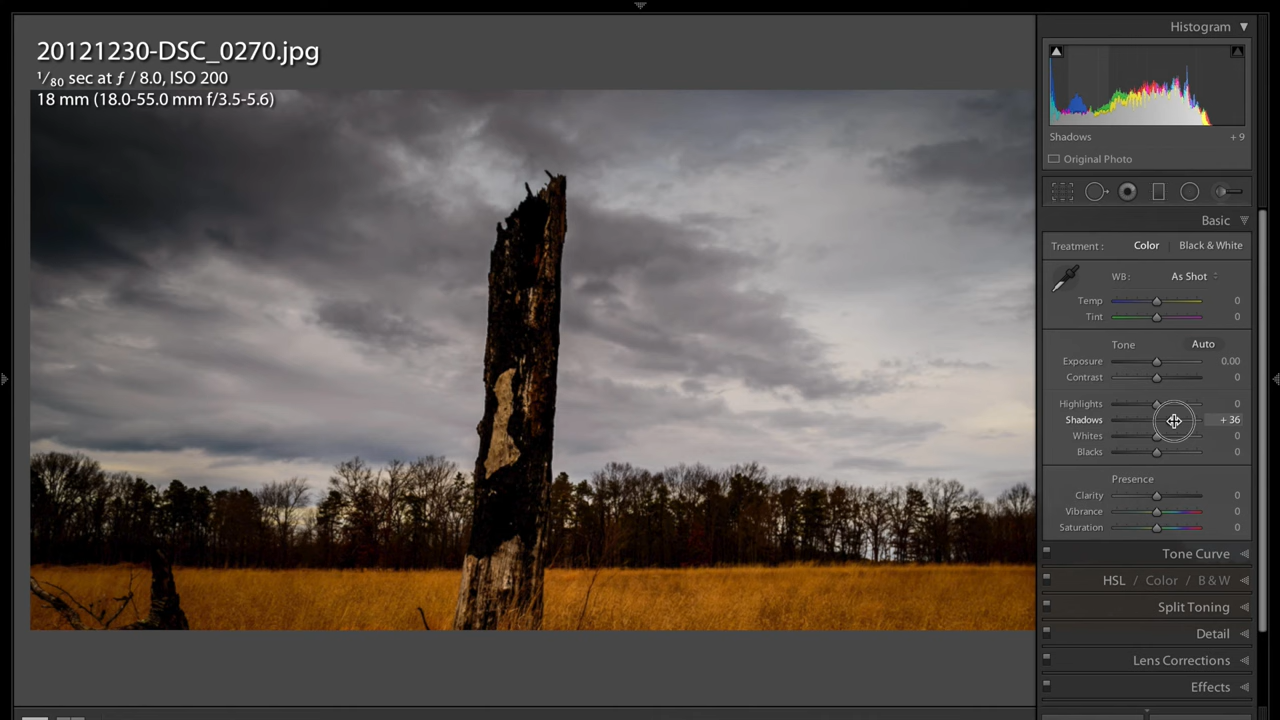 20121230-DSC_0270.jpg
1/80 sec at ƒ / 8.0, ISO 200
18 mm (18.0-55.0 mm f/3.5-5.6)
Histogram
Shadows + 9
Original Photo
Basic
Treatment : Color Black & White
WB : As Shot
Temp 0
Tint 0
Tone Auto
Exposure 0.00
Contrast 0
Highlights 0
Shadows + 36
Whites 0
Blacks 0
Presence
Clarity 0
Vibrance 0
Saturation 0
Tone Curve
HSL / Color / B & W
Split Toning
Detail
Lens Corrections
Effects